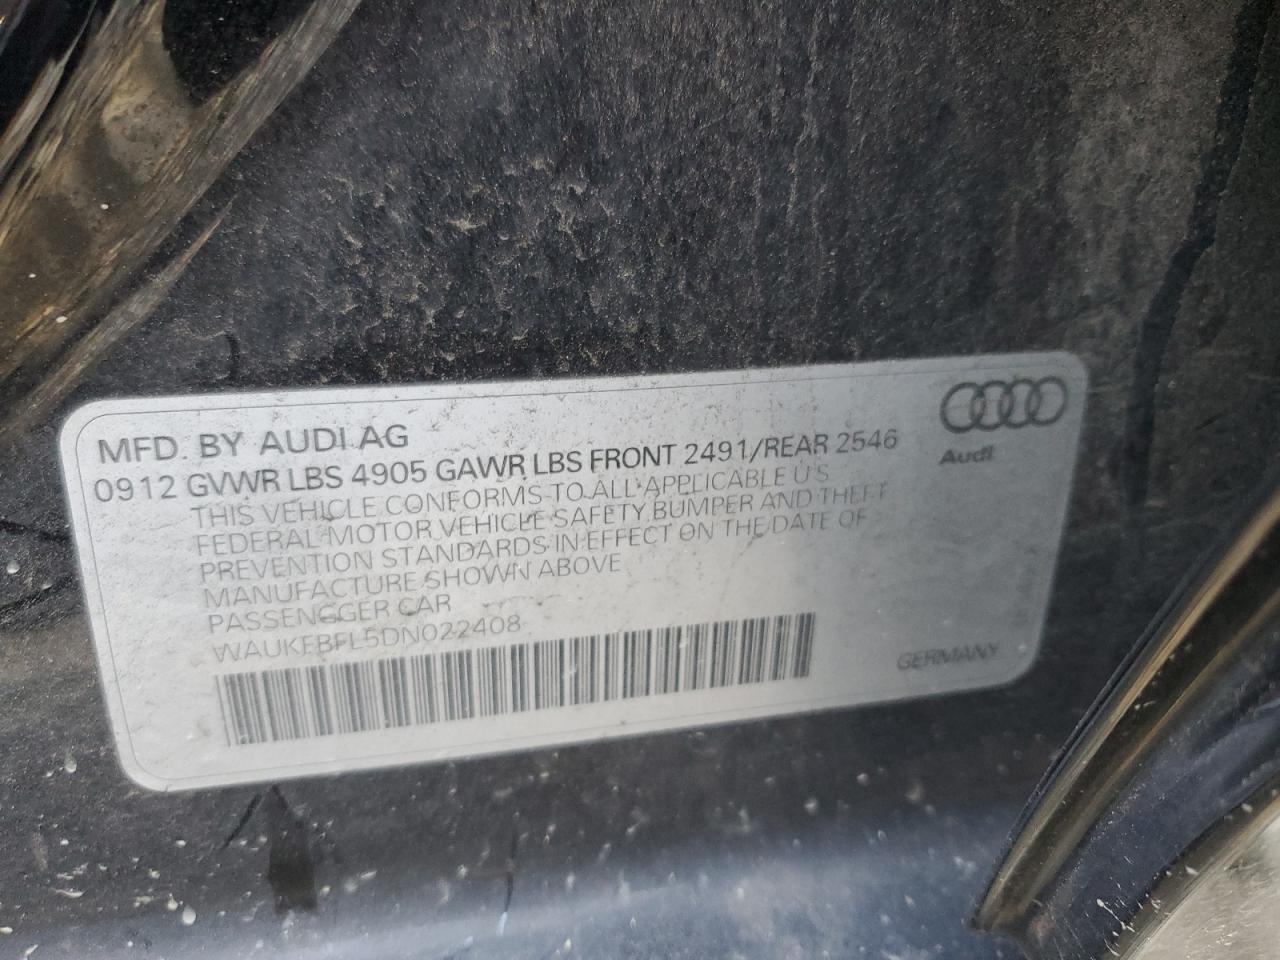 MFD. BY AUDI AG
0912 GVWR LBS 4905 GAWR LBS FRONT 2491/REAR 2546
THIS VEHICLE CONFORMS TO ALL APPLICABLE U S
FEDERAL MOTOR VEHICLE SAFETY BUMPER AND THEFT
PREVENTION STANDARDS IN EFFECT ON THE DATE OF
MANUFACTURE SHOWN ABOVE
PASSENGGER CAR
WAUKFBFL5DN022408
Audi
GERMANY